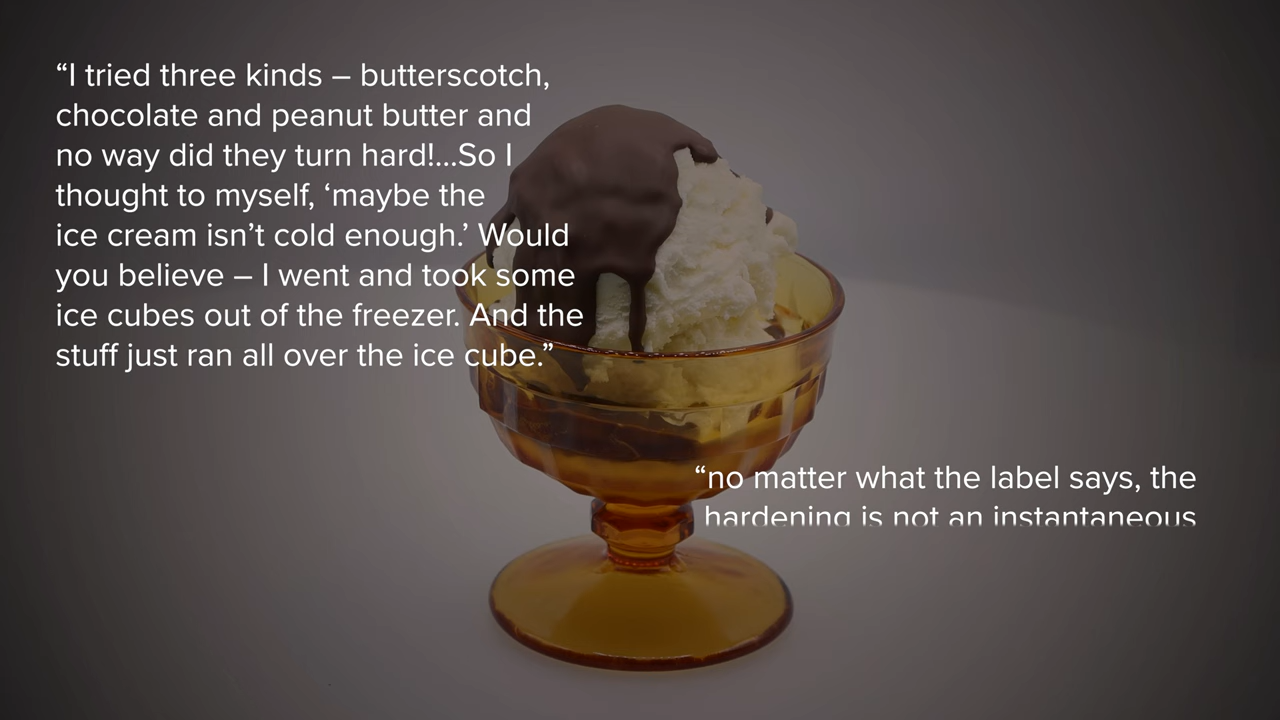 “I tried three kinds – butterscotch,
chocolate and peanut butter and
no way did they turn hard!...So I
thought to myself, ‘maybe the
ice cream isn’t cold enough.’ Would
you believe – I went and took some
ice cubes out of the freezer. And the
stuff just ran all over the ice cube.”
“no matter what the label says, the
hardening is not an instantaneous